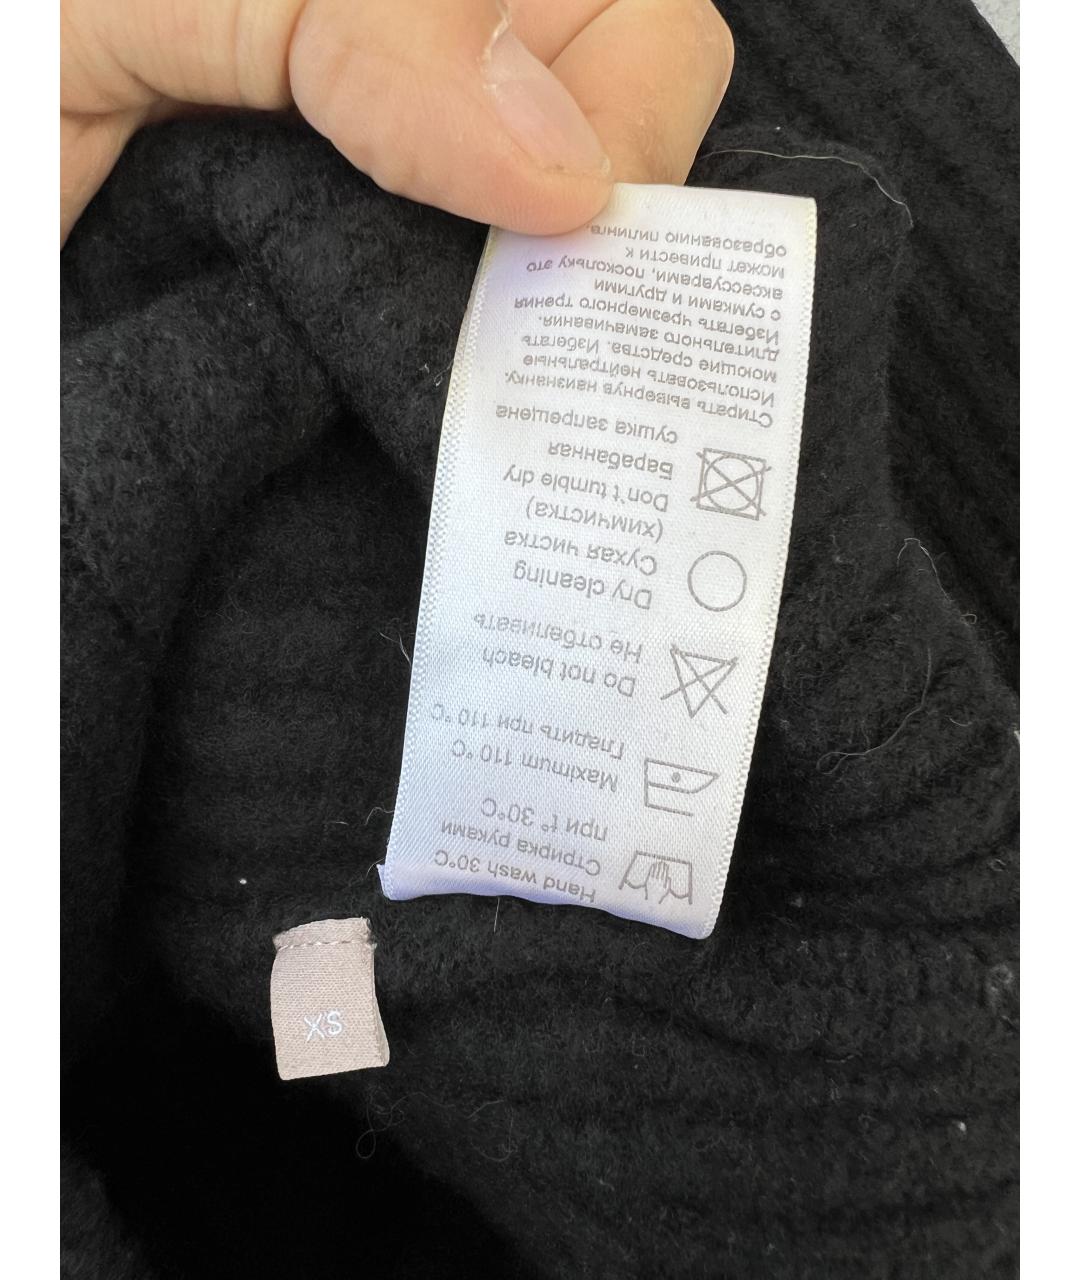 Hand wash 30°C
Стрирка руками
при t° 30°C
Maximum 110 °C
Гладить при 110 °C
Do not bleach
Не отбеливать
Dry cleaning
Сухая чистка
(химчистка)
Don't tumble dry
Барабанная
сушка запрещена
Стирать вывернув наизнанку.
Использовать нейтральные
моющие средства. Избегать
длительного замачивания.
Избегать чрезмерного трения
с сумками и другими
аксессуарами, поскольку это
может привести к
образованию пилинга.
XS